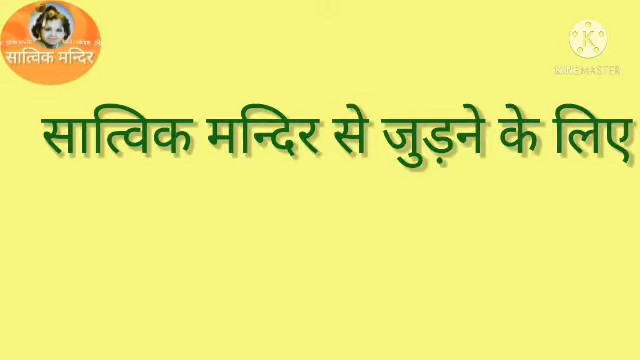 सात्विक मन्दिर
KINEMASTER
सात्विक मन्दिर से जुड़ने के लिए